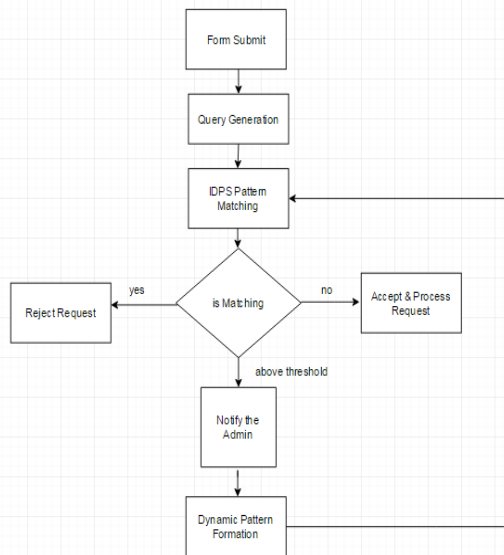 Form Submit
Query Generation
IDPS Pattern
Matching
yes
no
is Matching
Reject Request
Accept & Process
Request
above threshold
Notify the
Admin
Dynamic Pattern
Formation